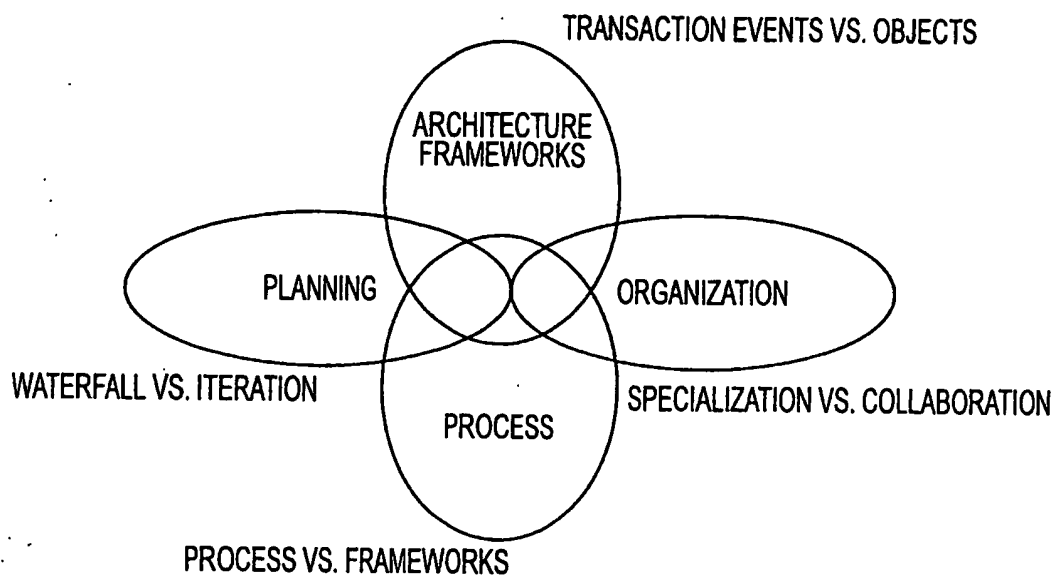 TRANSACTION EVENTS VS. OBJECTS
ARCHITECTURE
FRAMEWORKS
PLANNING
ORGANIZATION
WATERFALL VS. ITERATION
SPECIALIZATION VS. COLLABORATION
PROCESS
PROCESS VS. FRAMEWORKS